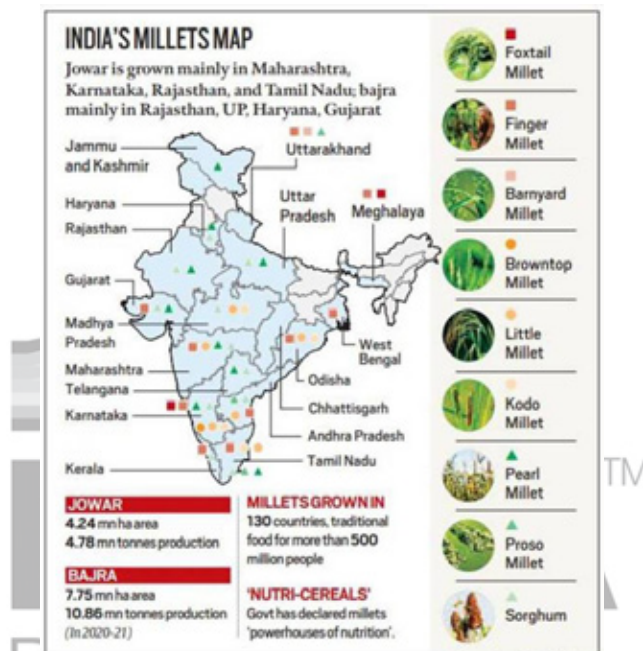 INDIA'S MILLETS MAP
Jowar is grown mainly in Maharashtra,
Karnataka, Rajasthan, and Tamil Nadu; bajra
mainly in Rajasthan, UP, Haryana, Gujarat
Jammu
and Kashmir
Uttarakhand
Haryana
Uttar
Pradesh
Meghalaya
Rajasthan
Gujarat
Madhya
Pradesh
West
Bengal
Maharashtra
Odisha
Telangana
Chhattisgarh
Karnataka
Andhra Pradesh
Tamil Nadu
Kerala
JOWAR
4.24 mn ha area
4.78 mn tonnes production
BAJRA
7.75 mn ha area
10.86 mn tonnes production
(In 2020-21)
MILLETS GROWN IN
130 countries, traditional
food for more than 500
million people
'NUTRI-CEREALS'
Govt has declared millets
'powerhouses of nutrition'.
Foxtail
Millet
Finger
Millet
Barnyard
Millet
Browntop
Millet
Little
Millet
Kodo
Millet
Pearl
Millet
Proso
Millet
Sorghum
TM